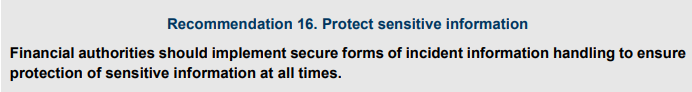 Recommendation 16. Protect sensitive information
Financial authorities should implement secure forms of incident information handling to ensure
protection of sensitive information at all times.